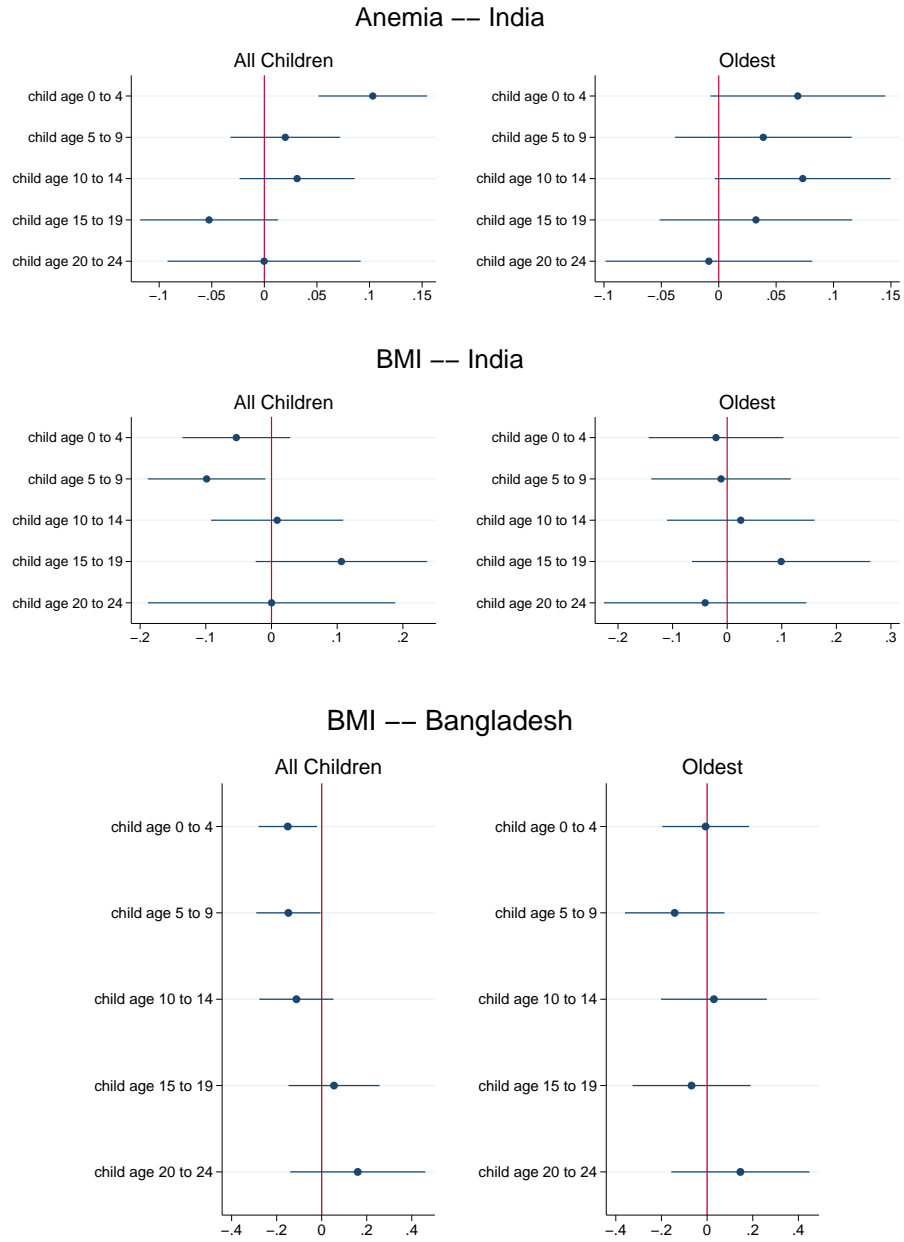 Anemia −− India
All Children
Oldest
child age 0 to 4
child age 5 to 9
child age 10 to 14
child age 15 to 19
child age 20 to 24
−.1 −.05 0 .05 .1 .15
child age 0 to 4
child age 5 to 9
child age 10 to 14
child age 15 to 19
child age 20 to 24
−.1 −.05 0 .05 .1 .15
BMI −− India
All Children
Oldest
child age 0 to 4
child age 5 to 9
child age 10 to 14
child age 15 to 19
child age 20 to 24
−.2 −.1 0 .1 .2
child age 0 to 4
child age 5 to 9
child age 10 to 14
child age 15 to 19
child age 20 to 24
−.2 −.1 0 .1 .2 .3
BMI −− Bangladesh
All Children
Oldest
child age 0 to 4
child age 5 to 9
child age 10 to 14
child age 15 to 19
child age 20 to 24
−.4 −.2 0 .2 .4
child age 0 to 4
child age 5 to 9
child age 10 to 14
child age 15 to 19
child age 20 to 24
−.4 −.2 0 .2 .4